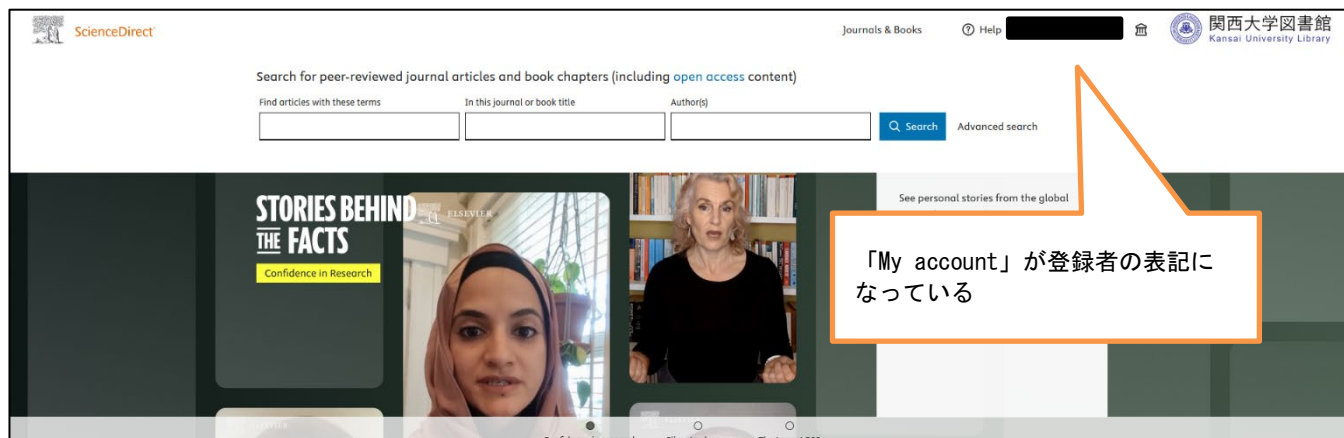 ScienceDirect
Journals & Books
Help
関西大学図書館
Kansai University Library
Search for peer-reviewed journal articles and book chapters (including open access content)
Find articles with these terms
In this journal or book title
Author(s)
Search
Advanced search
See personal stories from the global
STORIES BEHIND
THE FACTS
ELSEVIER
Confidence in Research
「My account」が登録者の表記に
なっている